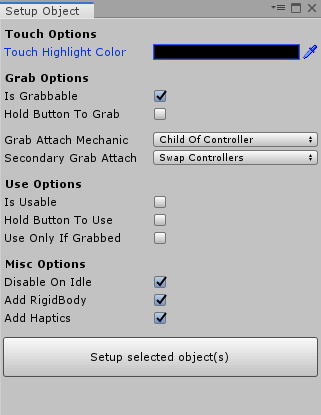 Setup Object
Touch Options
Touch Highlight Color
Grab Options
Is Grabbable
Hold Button To Grab
Grab Attach Mechanic Child Of Controller
Secondary Grab Attach Swap Controllers
Use Options
Is Usable
Hold Button To Use
Use Only If Grabbed
Misc Options
Disable On Idle
Add RigidBody
Add Haptics
Setup selected object(s)